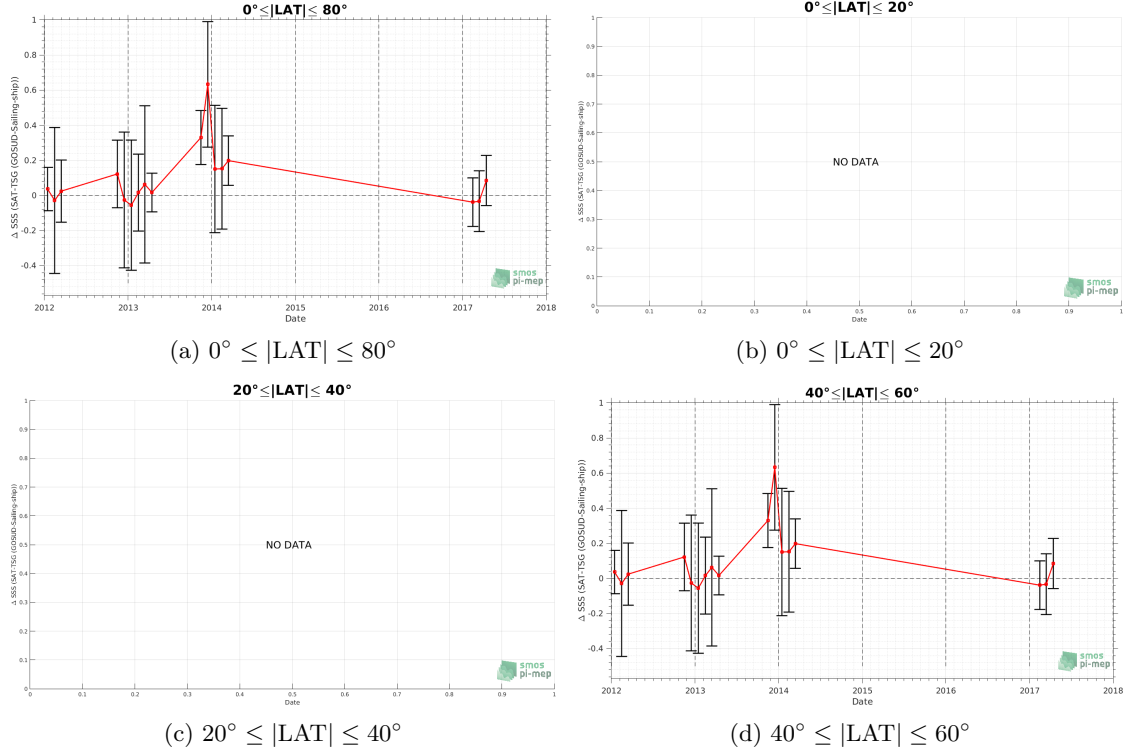 0°≤|LAT|≤ 80°
Δ SSS (SAT-TSG (GOSUD-Sailing-ship))
1
0.8
0.6
0.4
0.2
0
-0.2
-0.4
2012 2013 2014 2015 2016 2017 2018
Date
smos
pi-mep
(a) 0° ≤ |LAT| ≤ 80°
0°≤|LAT|≤ 20°
Δ SSS (SAT-TSG (GOSUD-Sailing-ship))
1
0.9
0.8
0.7
0.6
0.5
0.4
0.3
0.2
0.1
0
NO DATA
0 0.1 0.2 0.3 0.4 0.5 0.6 0.7 0.8 0.9 1
Date
smos
pi-mep
(b) 0° ≤ |LAT| ≤ 20°
20°≤|LAT|≤ 40°
Δ SSS (SAT-TSG (GOSUD-Sailing-ship))
1
0.9
0.8
0.7
0.6
0.5
0.4
0.3
0.2
0.1
0
NO DATA
0 0.1 0.2 0.3 0.4 0.5 0.6 0.7 0.8 0.9 1
Date
smos
pi-mep
(c) 20° ≤ |LAT| ≤ 40°
40°≤|LAT|≤ 60°
Δ SSS (SAT-TSG (GOSUD-Sailing-ship))
1
0.8
0.6
0.4
0.2
0
-0.2
-0.4
2012 2013 2014 2015 2016 2017 2018
Date
smos
pi-mep
(d) 40° ≤ |LAT| ≤ 60°